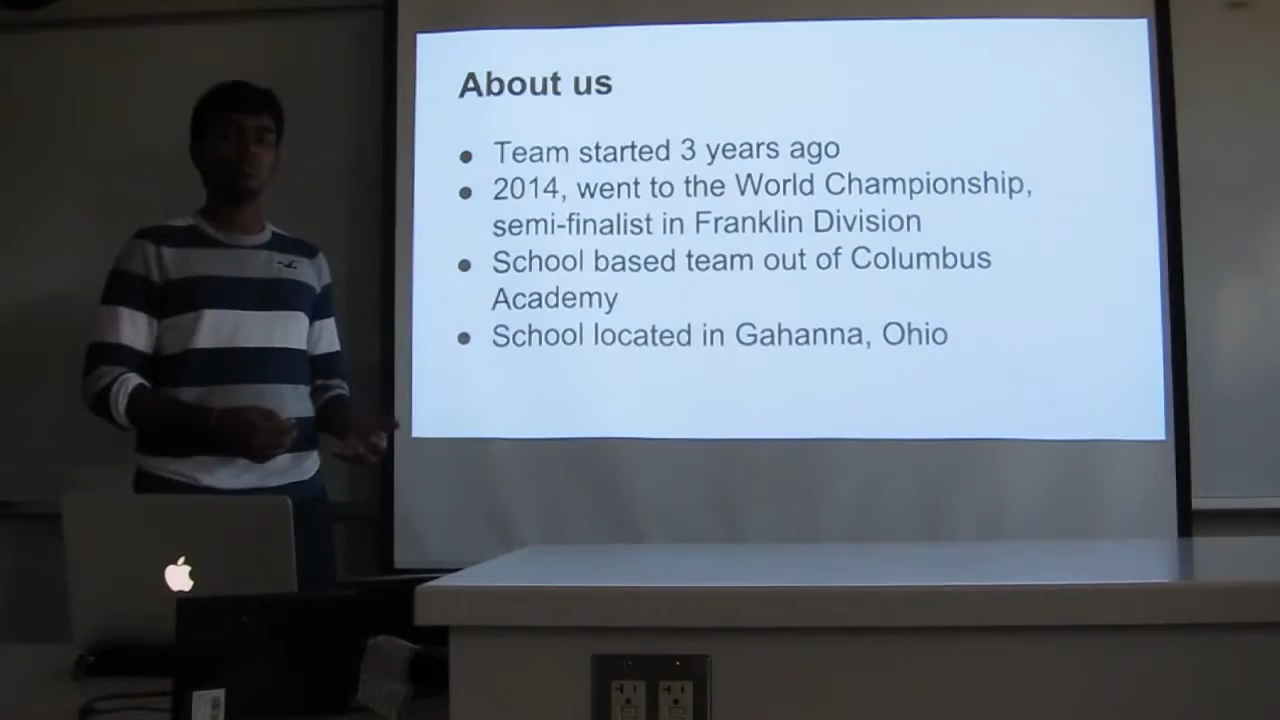 About us
● Team started 3 years ago
● 2014, went to the World Championship,
semi-finalist in Franklin Division
● School based team out of Columbus
Academy
● School located in Gahanna, Ohio